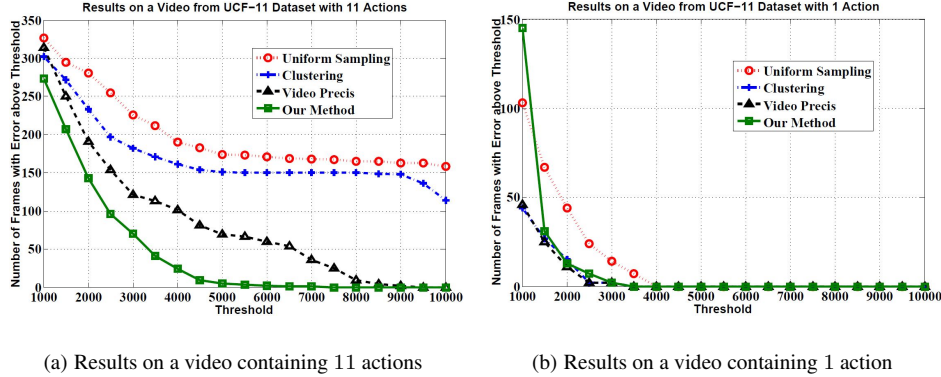 Results on a Video from UCF-11 Dataset with 11 Actions
Number of Frames with Error above Threshold
350
300
250
200
150
100
50
0
Uniform Sampling
Clustering
Video Precis
Our Method
1000 2000 3000 4000 5000 6000 7000 8000 9000 10000
Threshold
(a) Results on a video containing 11 actions
Results on a Video from UCF-11 Dataset with 1 Action
Number of Frames with Error above Threshold
150
100
50
0
Uniform Sampling
Clustering
Video Precis
Our Method
1000 2000 3000 4000 5000 6000 7000 8000 9000 10000
Threshold
(b) Results on a video containing 1 action